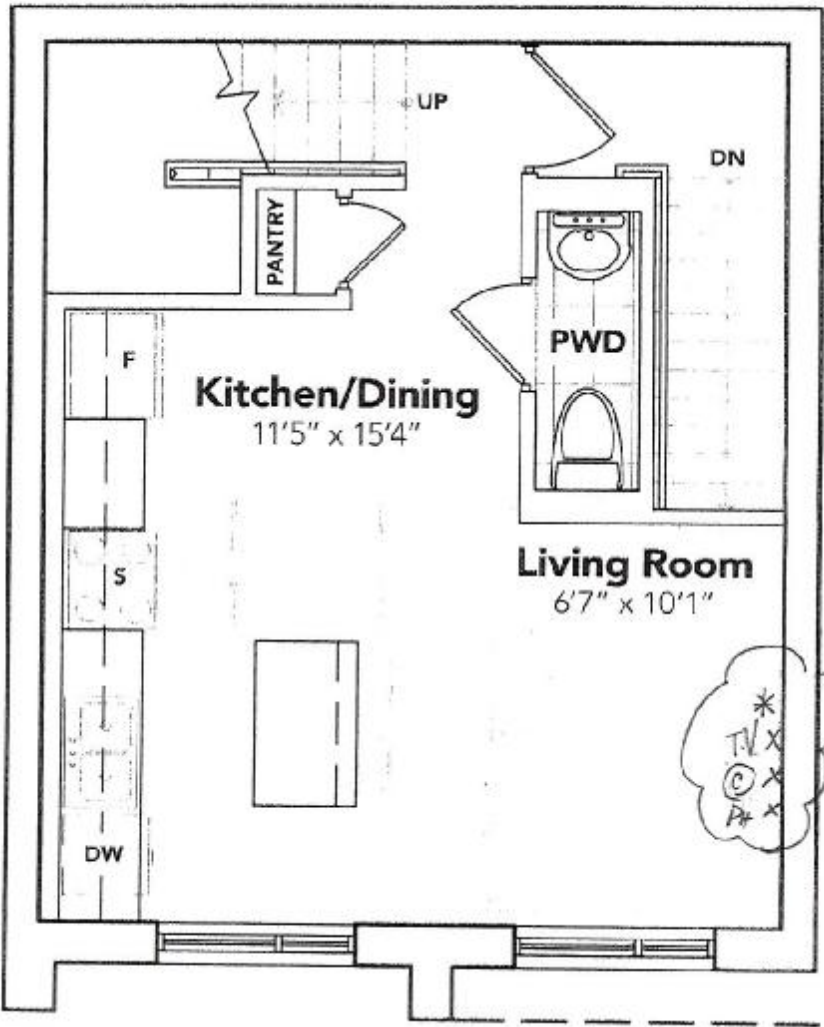 UP
DN
PANTRY
PWD
F
Kitchen/Dining
11'5" x 15'4"
S
Living Room
6'7" x 10'1"
*
T.V X
C X
PH X
DW